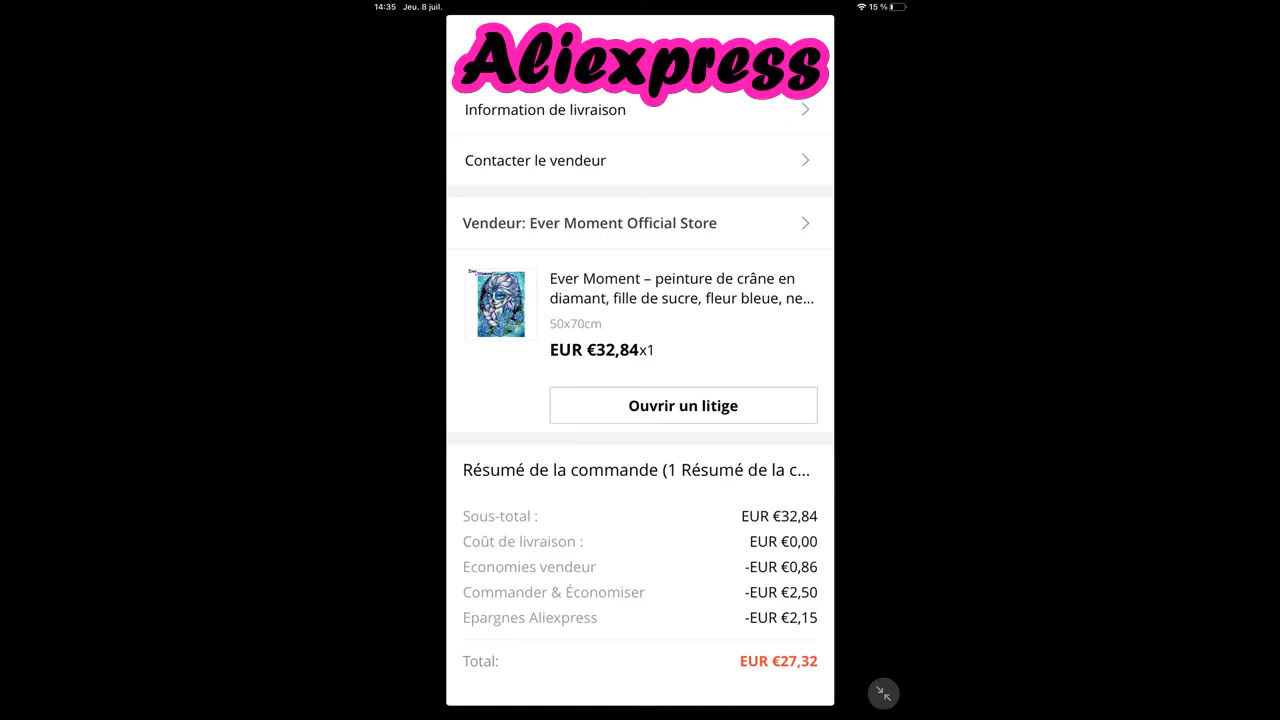 14:35 Jeu. 8 juil.
15 %
Aliexpress
Information de livraison
Contacter le vendeur
Vendeur: Ever Moment Official Store
Ever Moment – peinture de crâne en
diamant, fille de sucre, fleur bleue, ne...
50x70cm
EUR €32,84x1
Ouvrir un litige
Résumé de la commande (1 Résumé de la c...
Sous-total : EUR €32,84
Coût de livraison : EUR €0,00
Economies vendeur -EUR €0,86
Commander & Économiser -EUR €2,50
Epargnes Aliexpress -EUR €2,15
Total: EUR €27,32